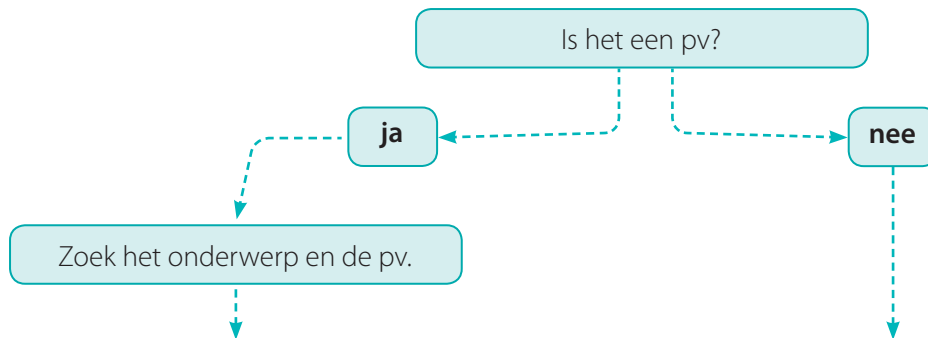 Is het een pv?
ja
nee
Zoek het onderwerp en de pv.